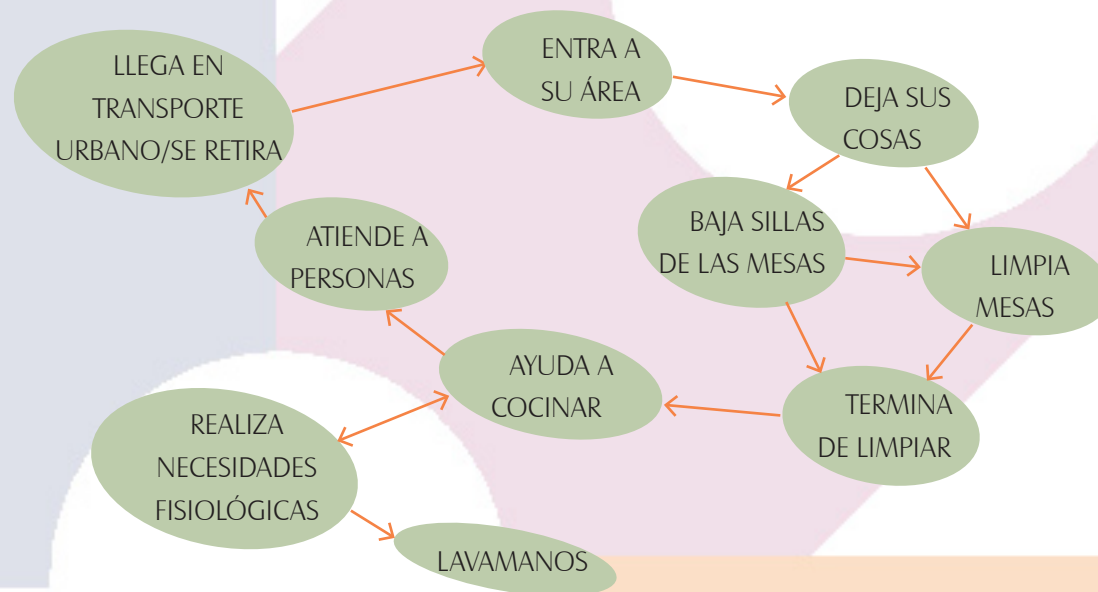 LLEGA EN
TRANSPORTE
URBANO/SE RETIRA
ENTRA A
SU ÁREA
DEJA SUS
COSAS
BAJA SILLAS
DE LAS MESAS
LIMPIA
MESAS
TERMINA
DE LIMPIAR
AYUDA A
COCINAR
ATIENDE A
PERSONAS
REALIZA
NECESIDADES
FISIOLÓGICAS
LAVAMANOS